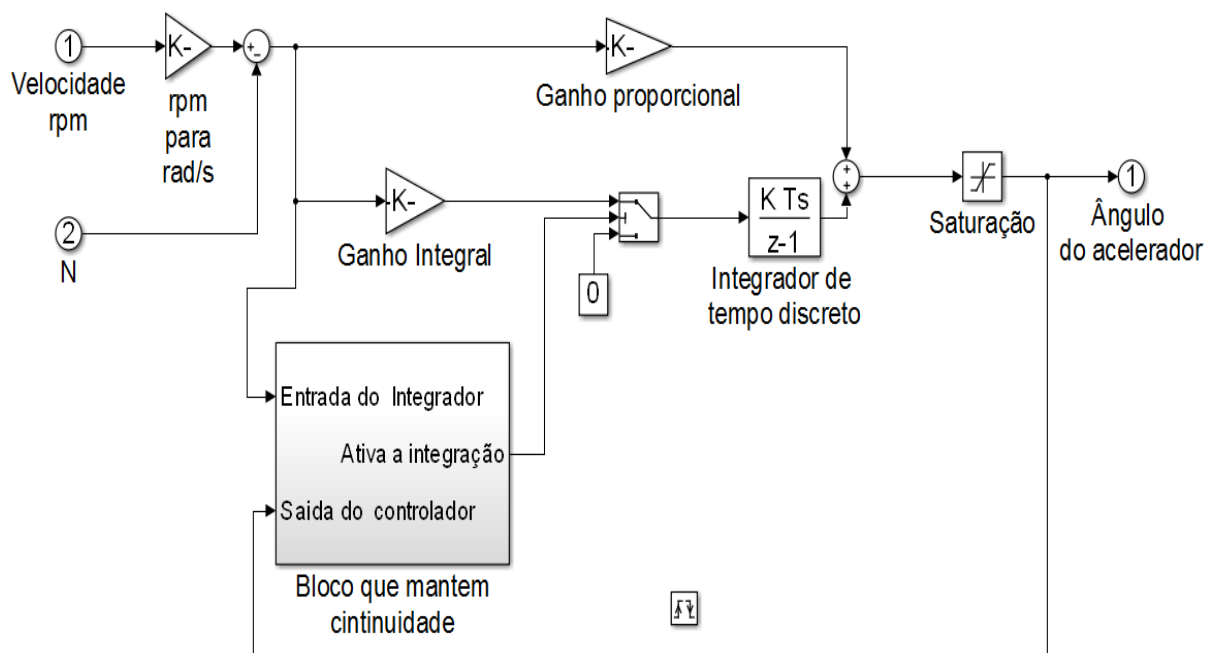 1
Velocidade
rpm
K-
rpm
para
rad/s
+
-
2
N
-K-
Ganho proporcional
-K-
Ganho Integral
0
K Ts
z-1
Integrador de
tempo discreto
+
+
Saturação
1
Ângulo
do acelerador
Entrada do Integrador
Ativa a integração
Saida do controlador
Bloco que mantem
cintinuidade